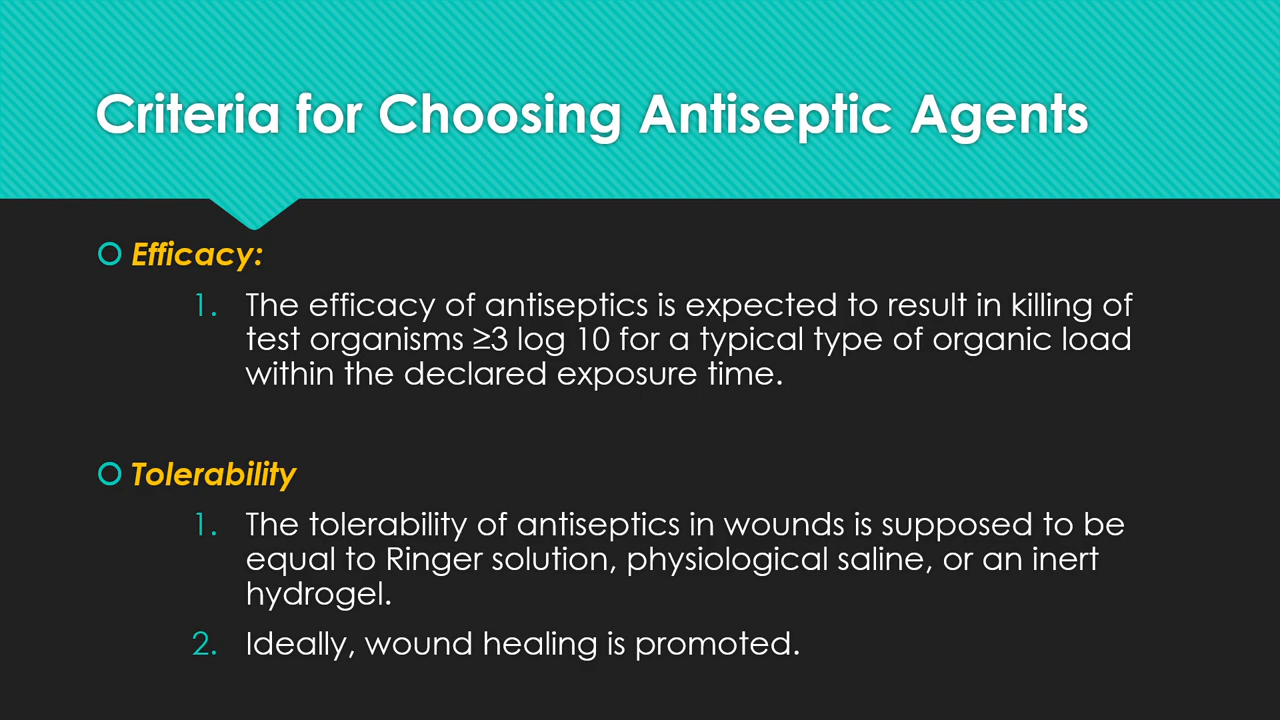 Criteria for Choosing Antiseptic Agents
Efficacy:
1. The efficacy of antiseptics is expected to result in killing of
test organisms ≥3 log 10 for a typical type of organic load
within the declared exposure time.
Tolerability
1. The tolerability of antiseptics in wounds is supposed to be
equal to Ringer solution, physiological saline, or an inert
hydrogel.
2. Ideally, wound healing is promoted.